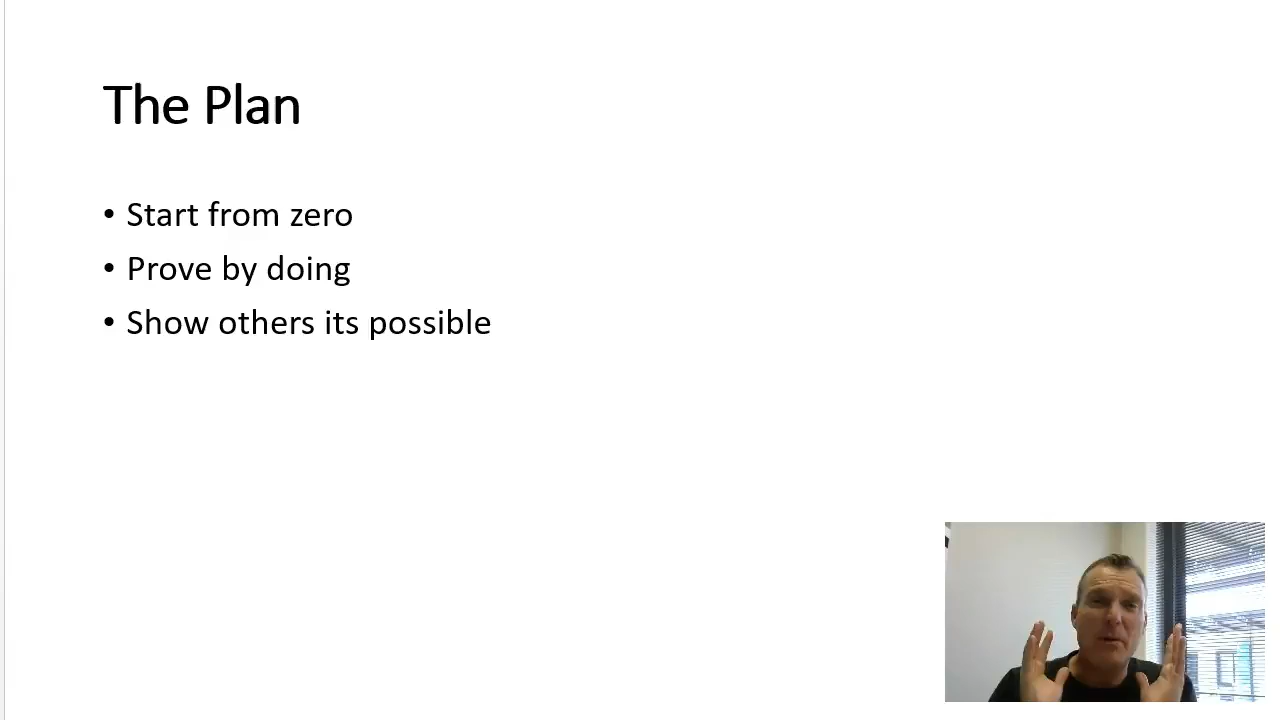 The Plan
• Start from zero
• Prove by doing
• Show others its possible